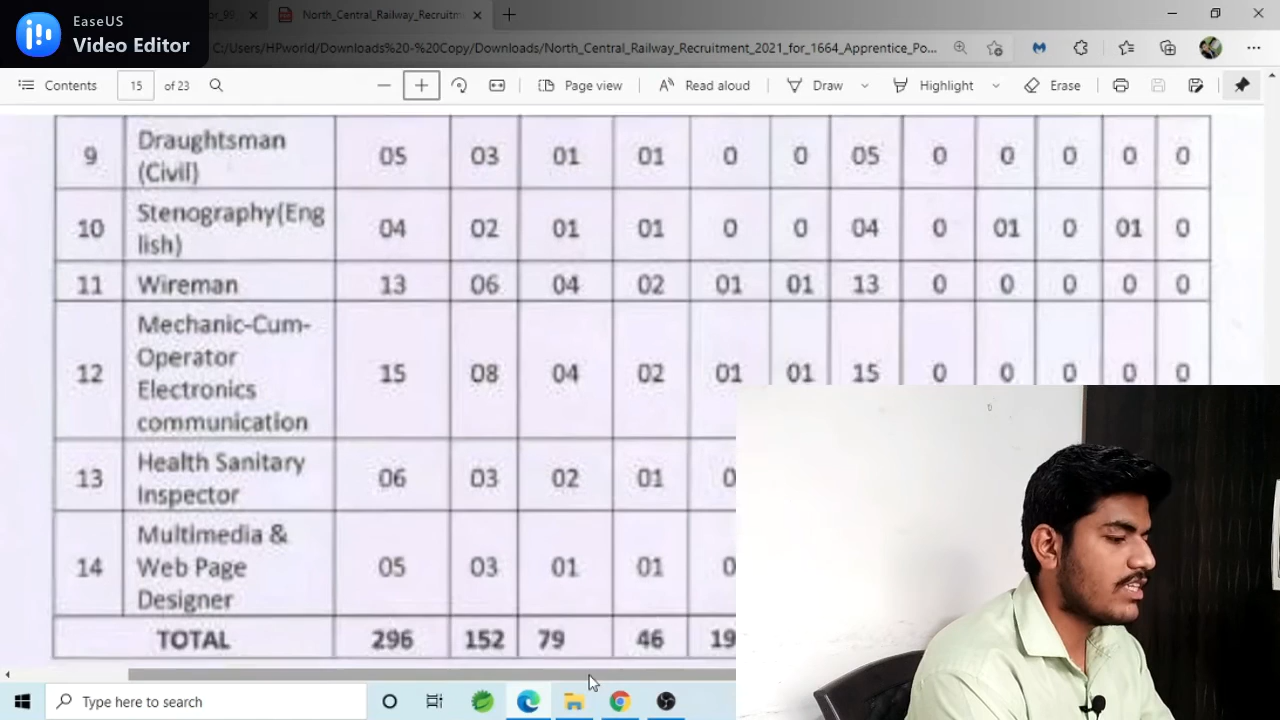 EaseUS
Video Editor
or_99
North_Central_Railway_Recruitm
C:/Users/HPworld/Downloads%20-%20Copy/Downloads/North_Central_Railway_Recruitment_2021_for_1664_Apprentice_Po...
Contents 15 of 23 Page view Read aloud Draw Highlight Erase
9 Draughtsman (Civil) 05 03 01 01 0 0 05 0 0 0 0 0
10 Stenography(Eng lish) 04 02 01 01 0 0 04 0 01 0 01 0
11 Wireman 13 06 04 02 01 01 13 0 0 0 0 0
12 Mechanic-Cum- Operator Electronics communication 15 08 04 02 01 01 15 0 0 0 0 0
13 Health Sanitary Inspector 06 03 02 01 0
14 Multimedia & Web Page Designer 05 03 01 01 0
TOTAL 296 152 79 46 19
Type here to search